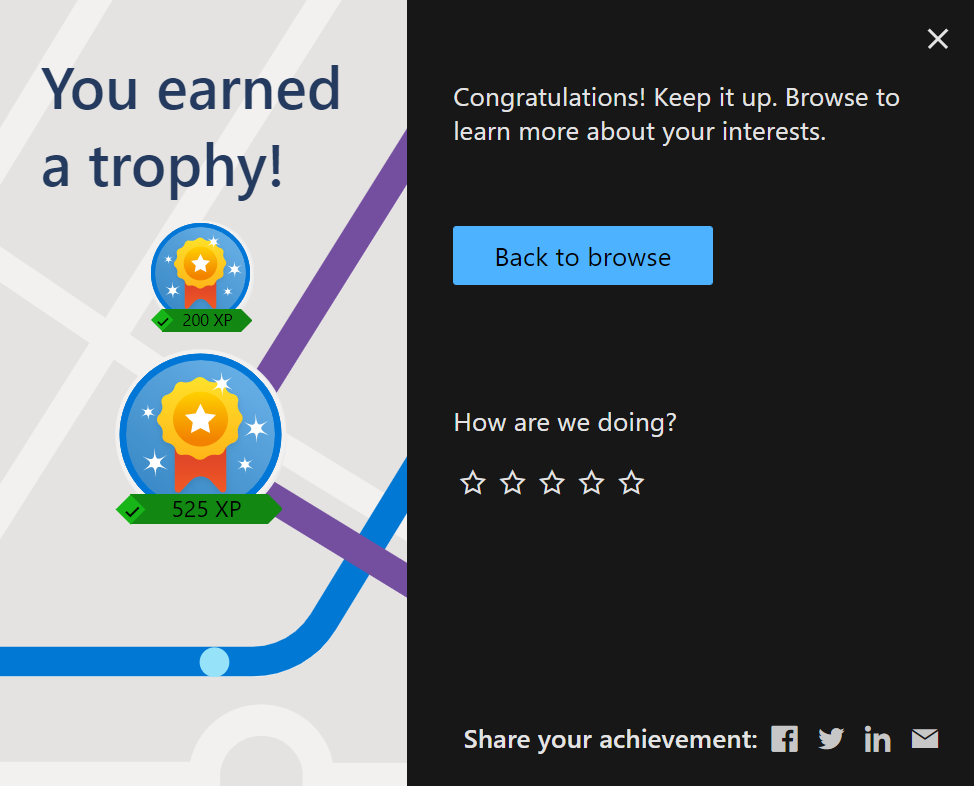 You earned
a trophy!
200 XP
525 XP
Congratulations! Keep it up. Browse to
learn more about your interests.
Back to browse
How are we doing?
Share your achievement: